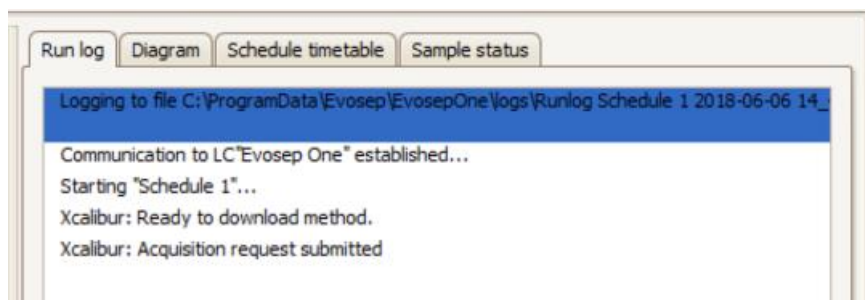 Run log Diagram Schedule timetable Sample status
Logging to file C:\ProgramData\Evosep\EvosepOne\logs\Runlog Schedule 1 2018-06-06 14_
Communication to LC"Evosep One" established...
Starting "Schedule 1"...
Xcalibur: Ready to download method.
Xcalibur: Acquisition request submitted